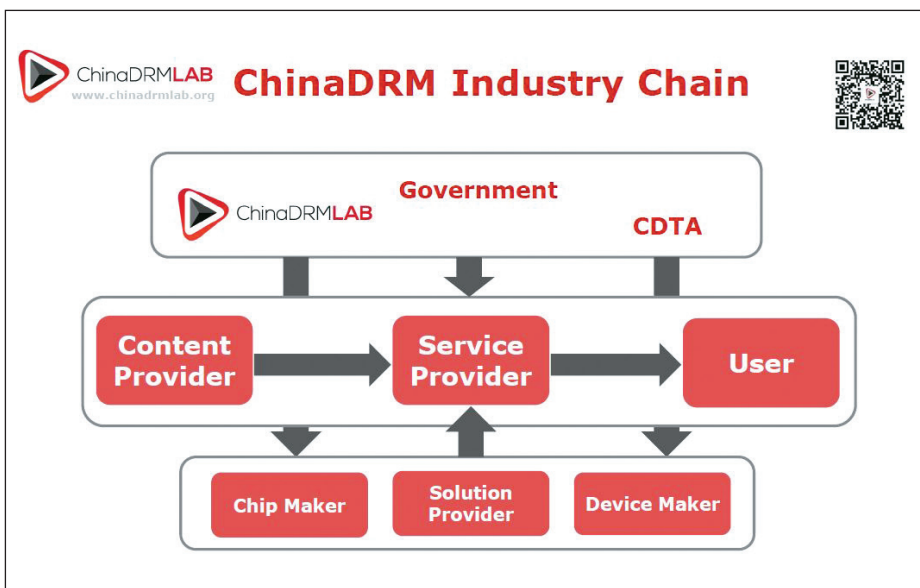 ChinaDRMLAB
www.chinadrmlab.org
ChinaDRM Industry Chain
Government
ChinaDRMLAB
CDTA
Content
Provider
Service
Provider
User
Chip Maker
Solution
Provider
Device Maker